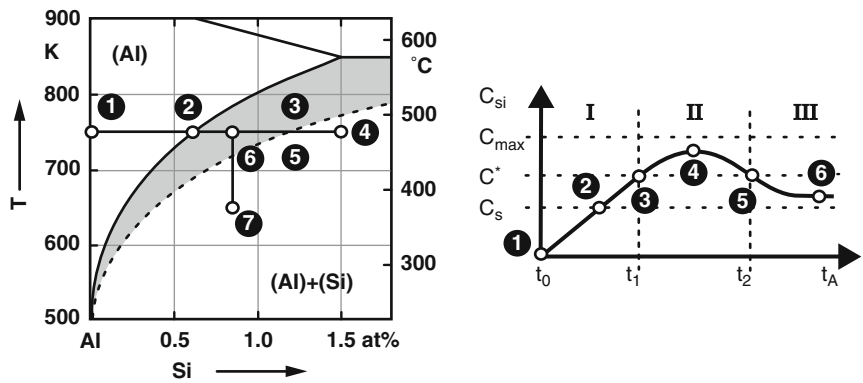 900
K
(Al)
800
700
T
600
500
600
°C
500
400
300
1
2
3
4
6
5
7
(Al)+(Si)
Al 0.5 1.0 1.5 at%
Si
C_si
I II III
C_max
C*
C_s
1
2
3
4
5
6
t_0 t_1 t_2 t_A